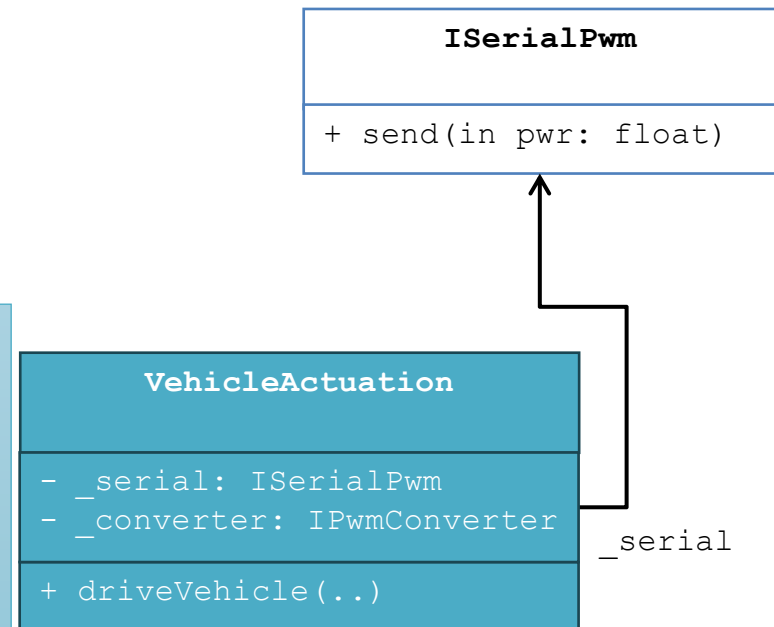 ISerialPwm
+ send(in pwr: float)
VehicleActuation
- _serial: ISerialPwm
- _converter: IPwmConverter
_serial
+ driveVehicle(..)